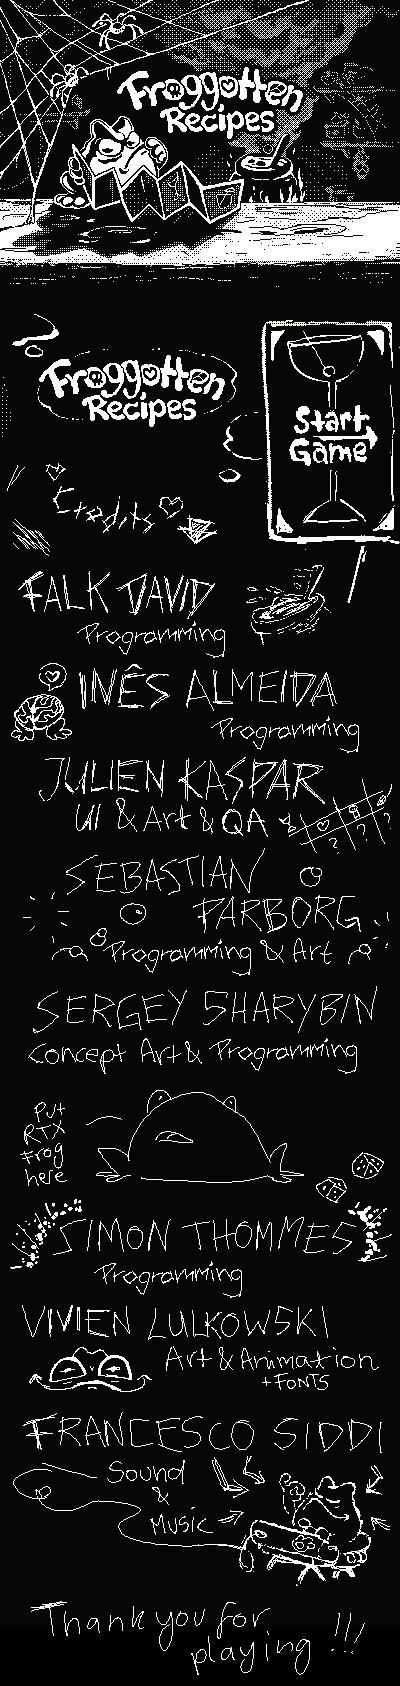 Froggotten
Recipes
Froggotten
Recipes
Start
Game
Credits
FALK DAVID
Programming
INÊS ALMEIDA
Programming
JULIEN KASPAR
UI & Art & QA
? ? ?
SEBASTIAN
PARBORG
Programming & Art
SERGEY SHARYBIN
Concept Art & Programming
Put
RTX
Frog
here
SIMON THOMMES
Programming
VIVIEN LULKOWSKI
Art & Animation
+ FONTS
FRANCESCO SIDDI
Sound
&
Music
Thank you for
playing !!!